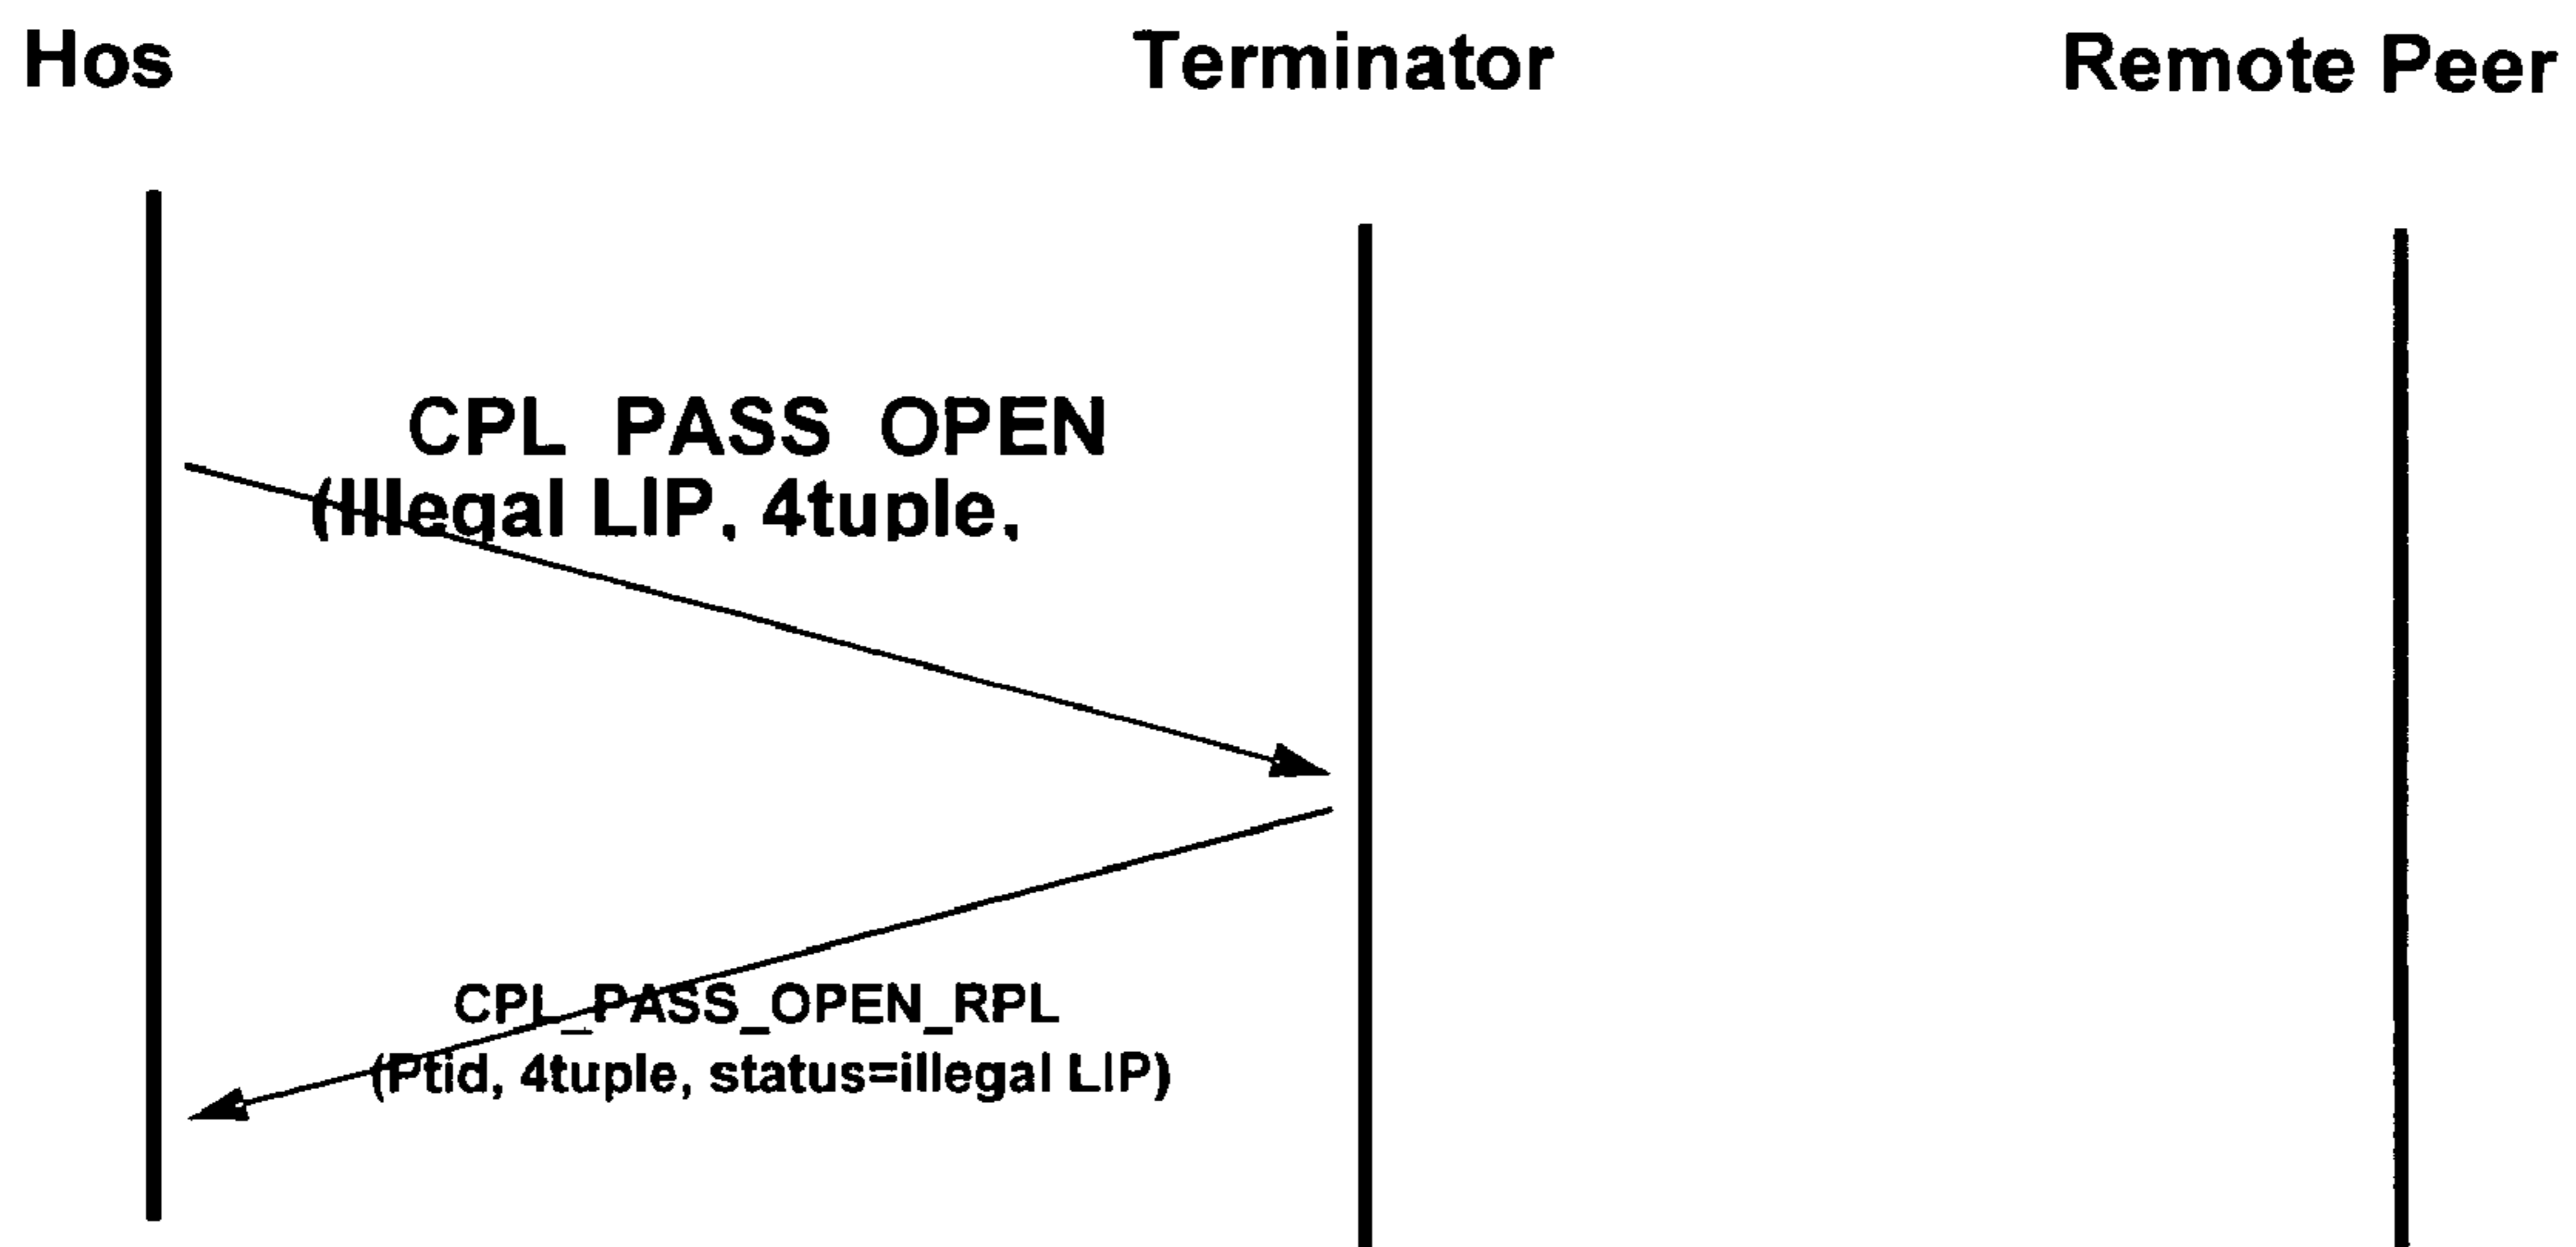 Hos Terminator Remote Peer
CPL PASS OPEN
(Illegal LIP, 4tuple,
CPL_PASS_OPEN_RPL
(Ptid, 4tuple, status=illegal LIP)